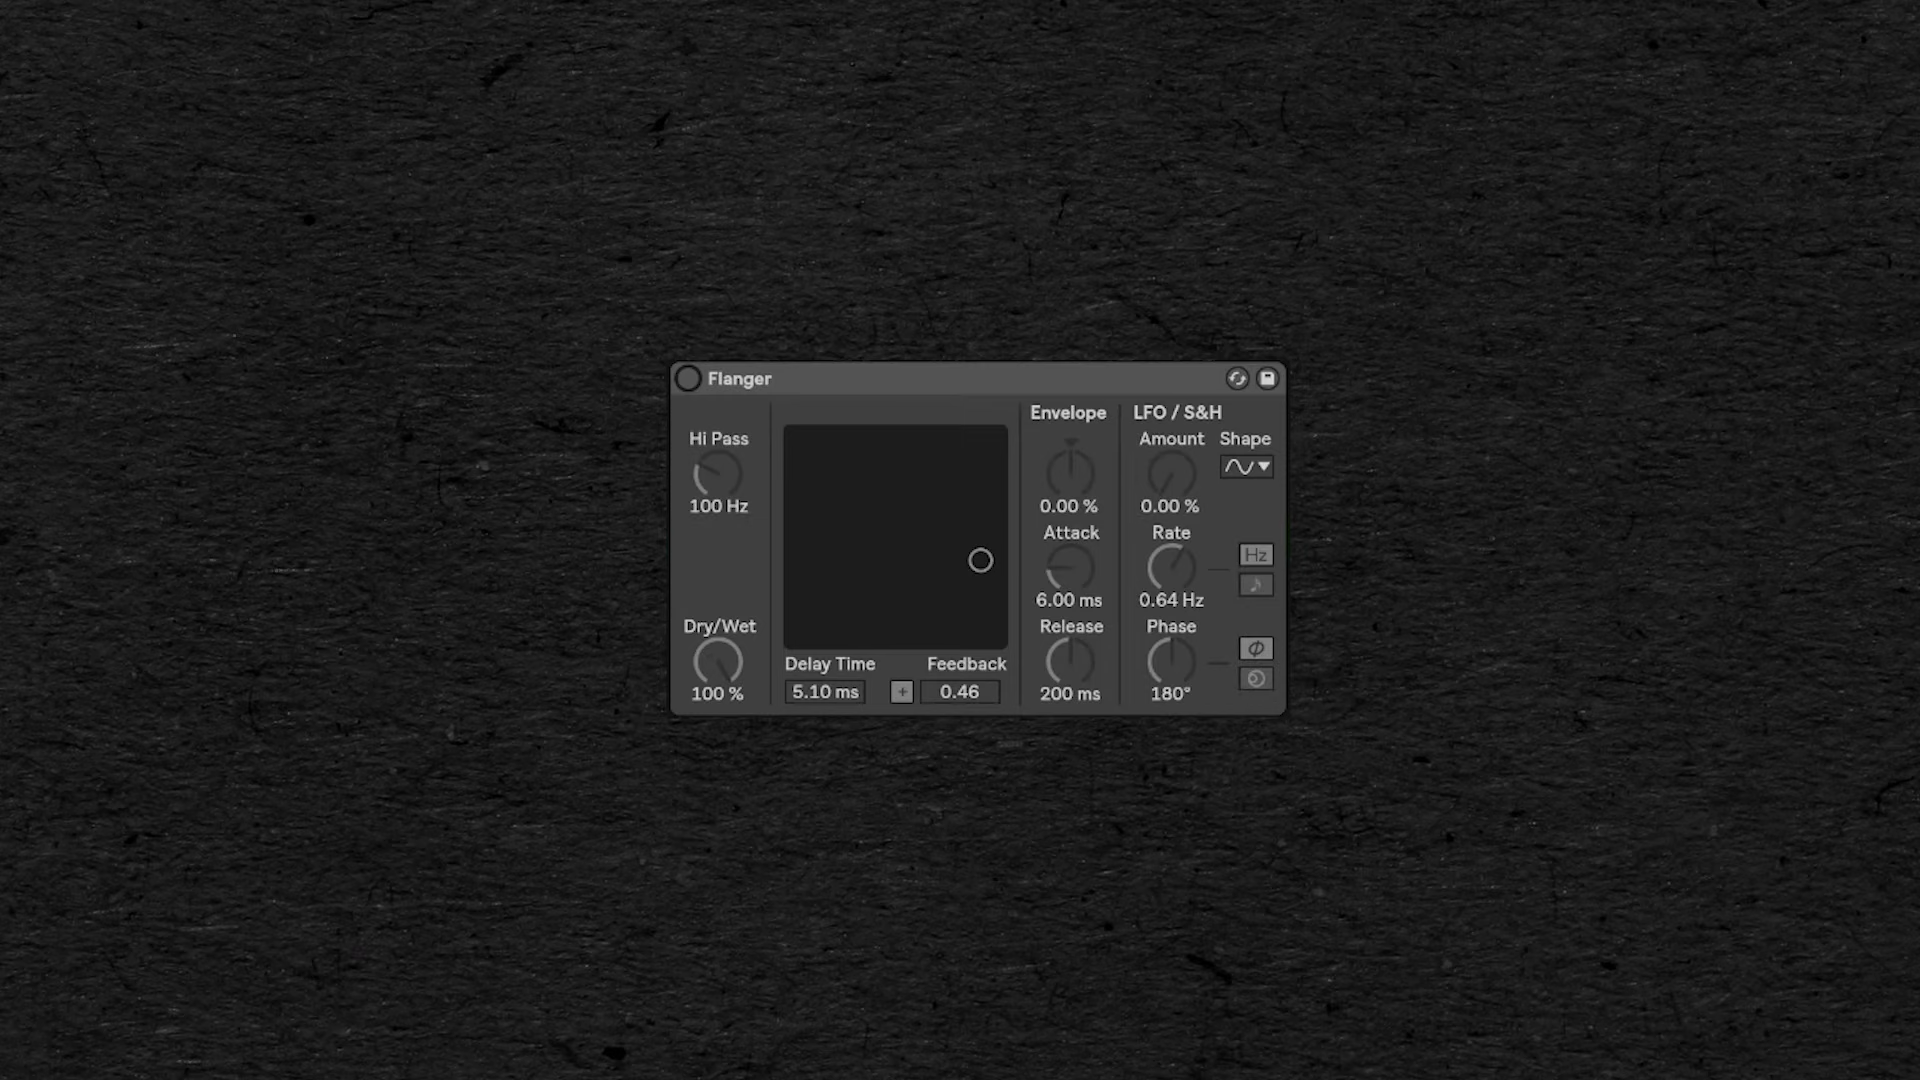 Flanger
Envelope
LFO / S&H
Hi Pass
Amount
Shape
100 Hz
0.00 %
0.00 %
Attack
Rate
Hz
6.00 ms
0.64 Hz
Dry/Wet
Release
Phase
Delay Time
Feedback
100 %
5.10 ms
+
0.46
200 ms
180°